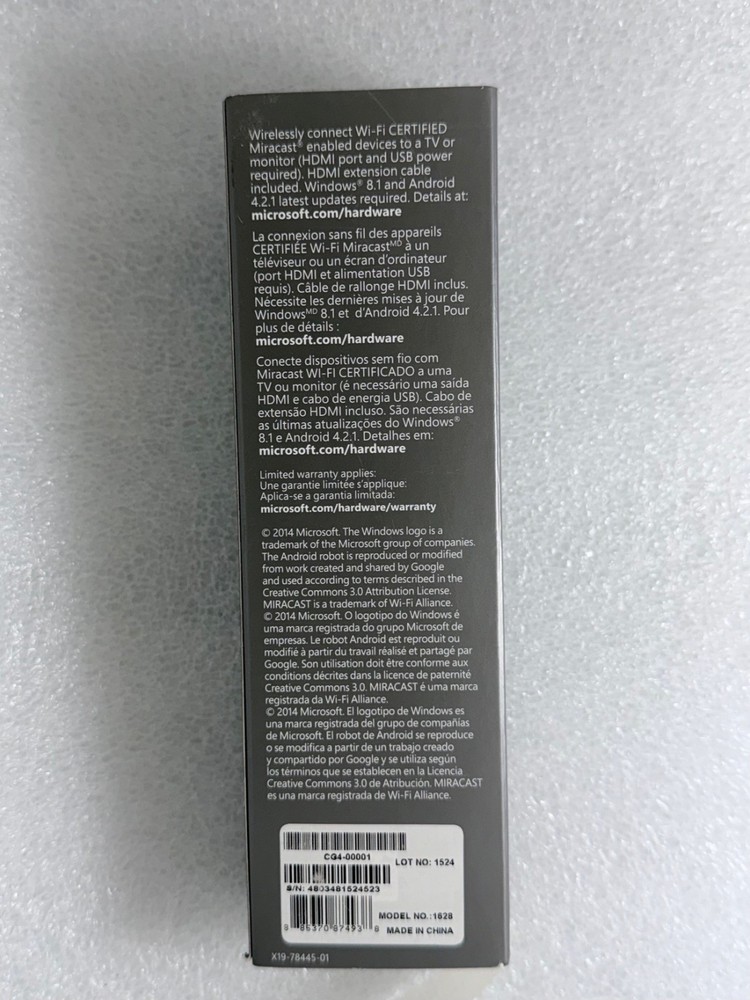 Wirelessly connect Wi-Fi CERTIFIED
Miracast® enabled devices to a TV or
monitor (HDMI port and USB power
required). HDMI extension cable
included. Windows® 8.1 and Android
4.2.1 latest updates required. Details at:
microsoft.com/hardware
La connexion sans fil des appareils
CERTIFIÉE Wi-Fi Miracast MD à un
téléviseur ou un écran d'ordinateur
(port HDMI et alimentation USB
requis). Câble de rallonge HDMI inclus.
Nécessite les dernières mises à jour de
Windows MD 8.1 et d'Android 4.2.1. Pour
plus de détails :
microsoft.com/hardware
Conecte dispositivos sem fio com
Miracast WI-FI CERTIFICADO a uma
TV ou monitor (é necessário uma saída
HDMI e cabo de energia USB). Cabo de
extensão HDMI incluso. São necessárias
as últimas atualizações do Windows®
8.1 e Android 4.2.1. Detalhes em:
microsoft.com/hardware
Limited warranty applies:
Une garantie limitée s'applique:
Aplica-se a garantia limitada:
microsoft.com/hardware/warranty
© 2014 Microsoft. The Windows logo is a
trademark of the Microsoft group of companies.
The Android robot is reproduced or modified
from work created and shared by Google
and used according to terms described in the
Creative Commons 3.0 Attribution License.
MIRACAST is a trademark of Wi-Fi Alliance.
© 2014 Microsoft. O logotipo do Windows é
uma marca registrada do grupo Microsoft de
empresas. Le robot Android est reproduit ou
modifié à partir du travail réalisé et partagé par
Google. Son utilisation doit être conforme aux
conditions décrites dans la licence de paternité
Creative Commons 3.0. MIRACAST é uma marca
registrada da Wi-Fi Alliance.
© 2014 Microsoft. El logotipo de Windows es
una marca registrada del grupo de compañías
de Microsoft. El robot de Android se reproduce
o se modifica a partir de un trabajo creado
y compartido por Google y se utiliza según
los términos que se establecen en la Licencia
Creative Commons 3.0 de Atribución. MIRACAST
es una marca registrada de Wi-Fi Alliance.
CG4-00001
LOT NO: 1524
S/N: 4803481524523
MODEL NO.:1628
MADE IN CHINA
X19-78445-01